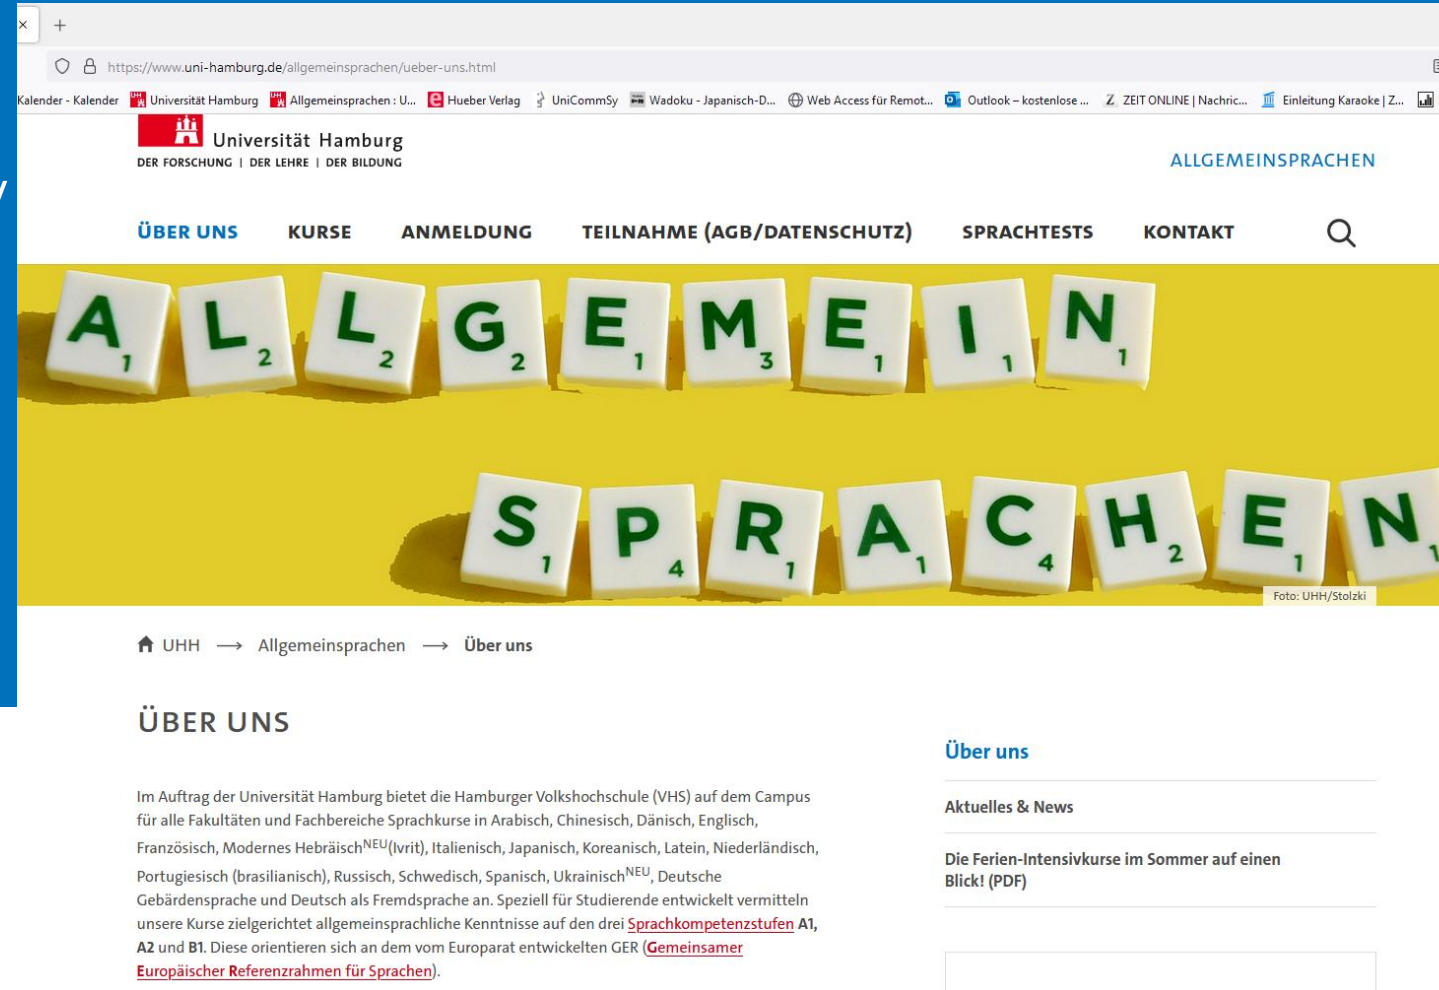 https://www.uni-hamburg.de/allgemeinsprachen/ueber-uns.html
Kalender - Kalender Universität Hamburg Allgemeinsprachen : U... Hueber Verlag UniCommSy Wadoku - Japanisch-D... Web Access für Remot... Outlook – kostenlose ... ZEIT ONLINE | Nachric... Einleitung Karaoke | Z...
Universität Hamburg
DER FORSCHUNG | DER LEHRE | DER BILDUNG
ALLGEMEINSPRACHEN
ÜBER UNS KURSE ANMELDUNG TEILNAHME (AGB/DATENSCHUTZ) SPRACHTESTS KONTAKT
A1 L2 L2 G2 E1 M3 E1 I1 N1
S1 P4 R1 A1 C4 H2 E1 N1
Foto: UHH/Stolzki
UHH → Allgemeinsprachen → Über uns
ÜBER UNS
Im Auftrag der Universität Hamburg bietet die Hamburger Volkshochschule (VHS) auf dem Campus
für alle Fakultäten und Fachbereiche Sprachkurse in Arabisch, Chinesisch, Dänisch, Englisch,
Französisch, Modernes HebräischNEU(Ivrit), Italienisch, Japanisch, Koreanisch, Latein, Niederländisch,
Portugiesisch (brasilianisch), Russisch, Schwedisch, Spanisch, UkrainischNEU, Deutsche
Gebärdensprache und Deutsch als Fremdsprache an. Speziell für Studierende entwickelt vermitteln
unsere Kurse zielgerichtet allgemeinsprachliche Kenntnisse auf den drei Sprachkompetenzstufen A1,
A2 und B1. Diese orientieren sich an dem vom Europarat entwickelten GER (Gemeinsamer
Europäischer Referenzrahmen für Sprachen).
Über uns
Aktuelles & News
Die Ferien-Intensivkurse im Sommer auf einen
Blick! (PDF)